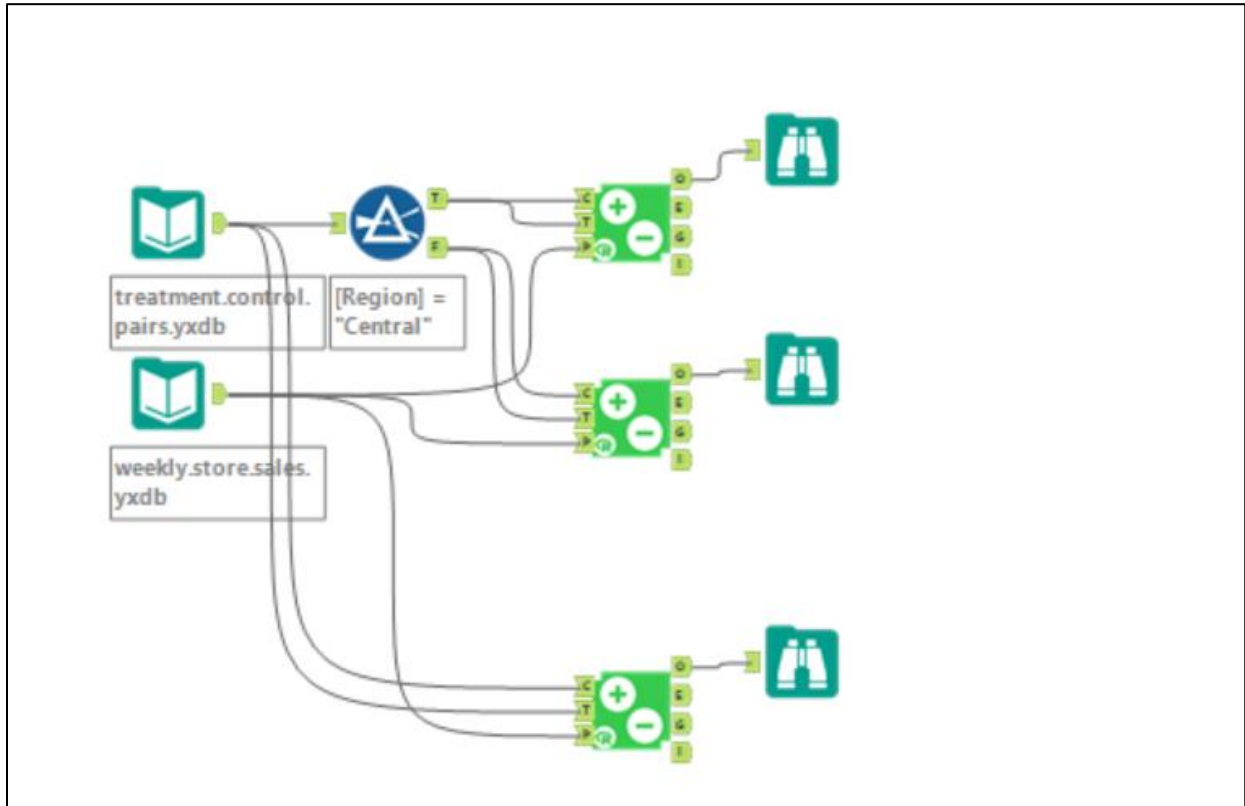 T
F
treatment.control.
pairs.yxdb
[Region] =
"Central"
weekly.store.sales.
yxdb
C
T
P
R
O
E
G
I
C
T
P
R
O
E
G
I
C
T
P
R
O
E
G
I